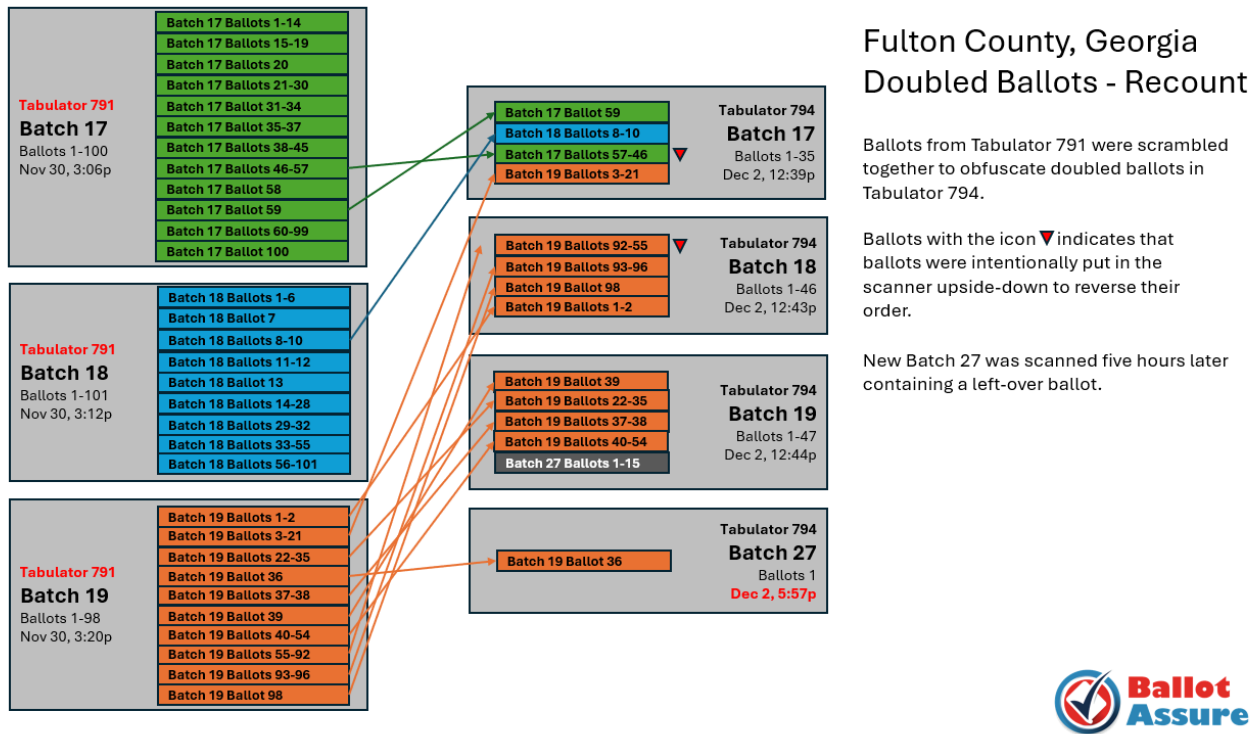 Fulton County, Georgia
Doubled Ballots - Recount
Batch 17 Ballots 1-14
Batch 17 Ballots 15-19
Batch 17 Ballots 20
Batch 17 Ballots 21-30
Batch 17 Ballots 31-34
Batch 17 Ballot 35-37
Batch 17 Ballot 38-45
Batch 17 Ballots 46-57
Batch 17 Ballot 58
Batch 17 Ballot 59
Batch 17 Ballots 60-99
Batch 17 Ballot 100
Tabulator 791
Batch 17
Ballots 1-100
Nov 30, 3:06p
Batch 18 Ballots 1-6
Batch 18 Ballot 7
Batch 18 Ballots 8-10
Batch 18 Ballots 11-12
Batch 18 Ballot 13
Batch 18 Ballots 14-28
Batch 18 Ballots 29-32
Batch 18 Ballots 33-55
Batch 18 Ballots 56-101
Tabulator 791
Batch 18
Ballots 1-101
Nov 30, 3:12p
Batch 19 Ballots 1-2
Batch 19 Ballots 3-21
Batch 19 Ballots 22-35
Batch 19 Ballot 36
Batch 19 Ballots 37-38
Batch 19 Ballot 39
Batch 19 Ballots 40-54
Batch 19 Ballots 55-92
Batch 19 Ballots 93-96
Batch 19 Ballot 98
Tabulator 791
Batch 19
Ballots 1-98
Nov 30, 3:20p
Batch 17 Ballot 59
Batch 18 Ballots 8-10
Batch 17 Ballots 57-46
Batch 19 Ballots 3-21
Tabulator 794
Batch 17
Ballots 1-35
Dec 2, 12:39p
Batch 19 Ballots 92-55
Batch 19 Ballots 93-96
Batch 19 Ballot 98
Batch 19 Ballots 1-2
Tabulator 794
Batch 18
Ballots 1-46
Dec 2, 12:43p
Batch 19 Ballot 39
Batch 19 Ballots 22-35
Batch 19 Ballots 37-38
Batch 19 Ballots 40-54
Batch 27 Ballots 1-15
Tabulator 794
Batch 19
Ballots 1-47
Dec 2, 12:44p
Batch 19 Ballot 36
Tabulator 794
Batch 27
Ballots 1
Dec 2, 5:57p
Ballots from Tabulator 791 were scrambled
together to obfuscate doubled ballots in
Tabulator 794.
Ballots with the icon indicates that
ballots were intentionally put in the
scanner upside-down to reverse their
order.
New Batch 27 was scanned five hours later
containing a left-over ballot.
Ballot
Assure